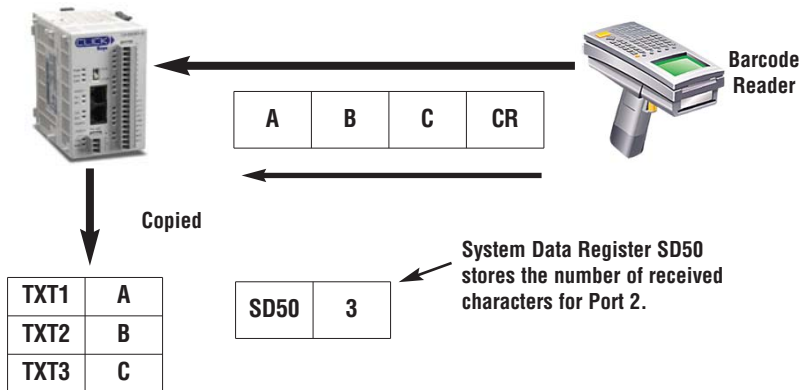 CLICK
Barcode
Reader
A B C CR
Copied
System Data Register SD50
stores the number of received
characters for Port 2.
TXT1 A
SD50 3
TXT2 B
TXT3 C